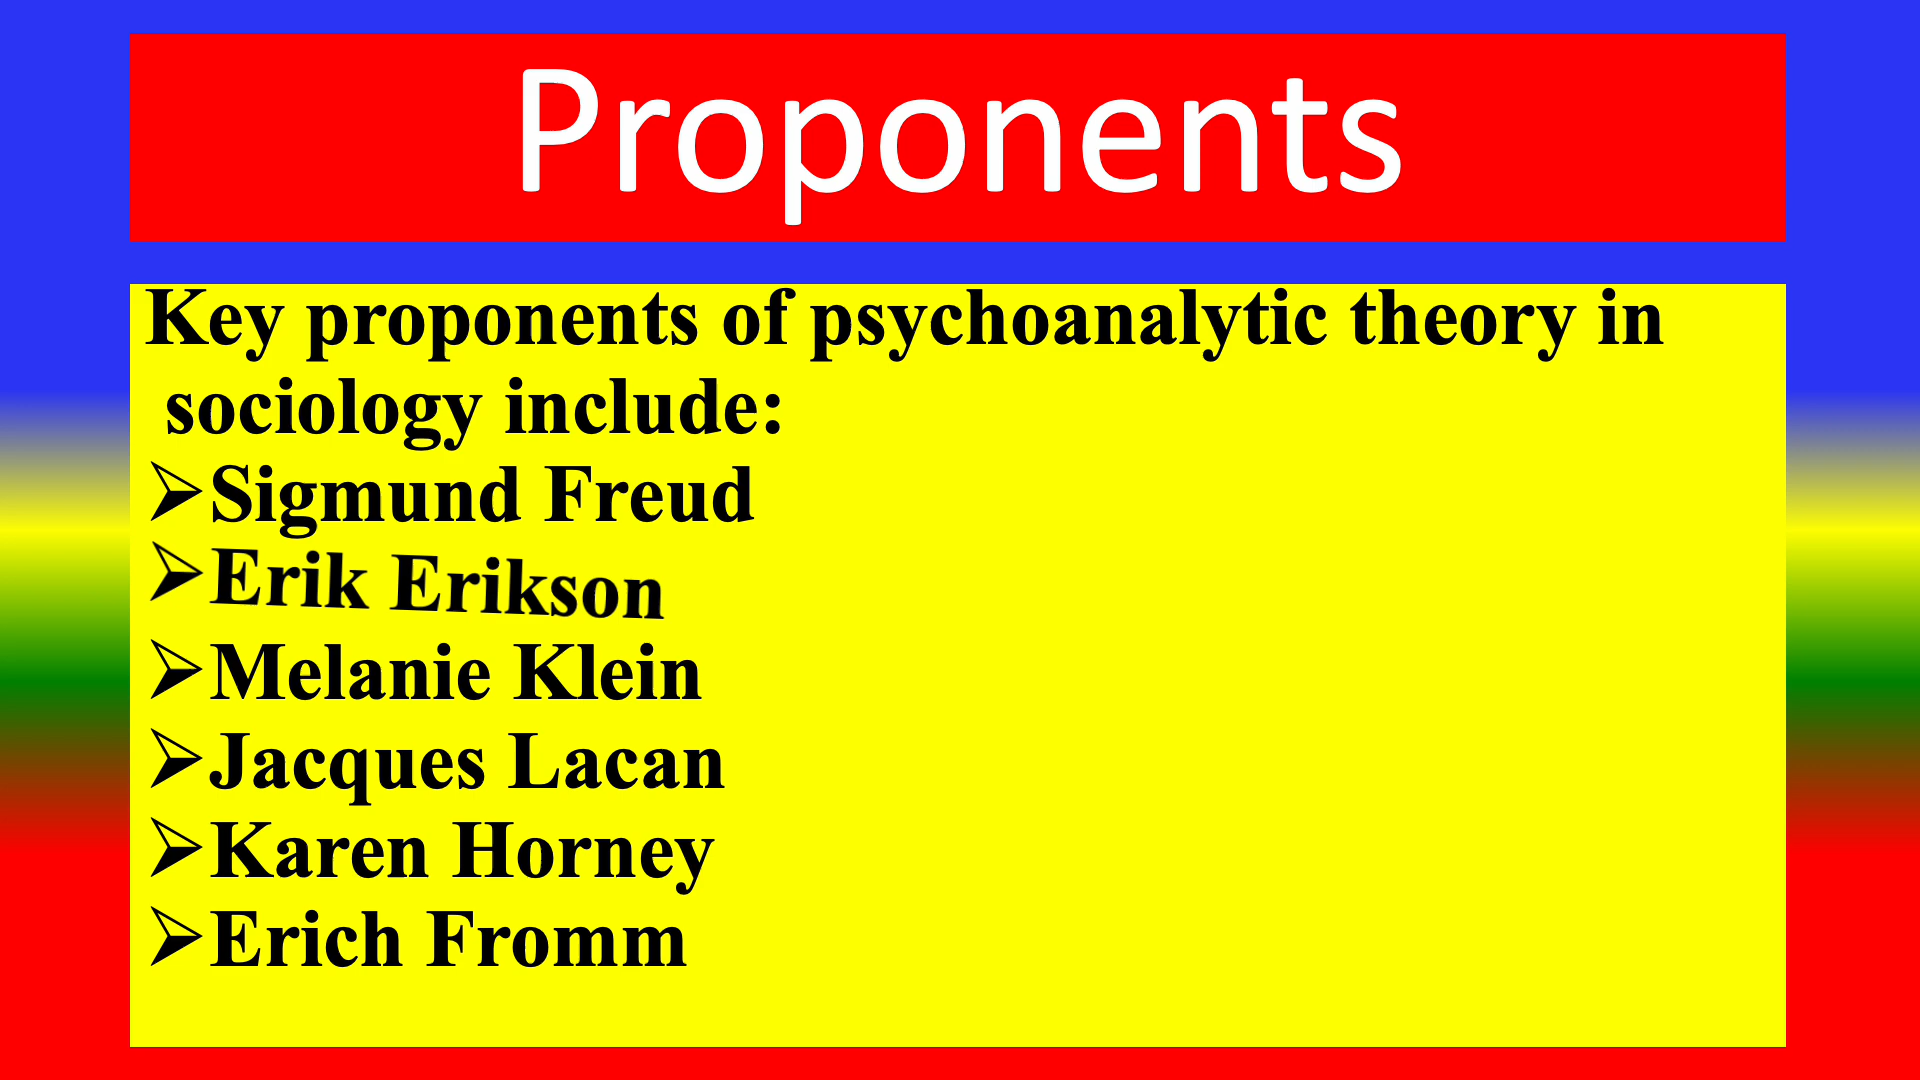 Proponents
Key proponents of psychoanalytic theory in
sociology include:
➢Sigmund Freud
➢Erik Erikson
➢Melanie Klein
➢Jacques Lacan
➢Karen Horney
➢Erich Fromm